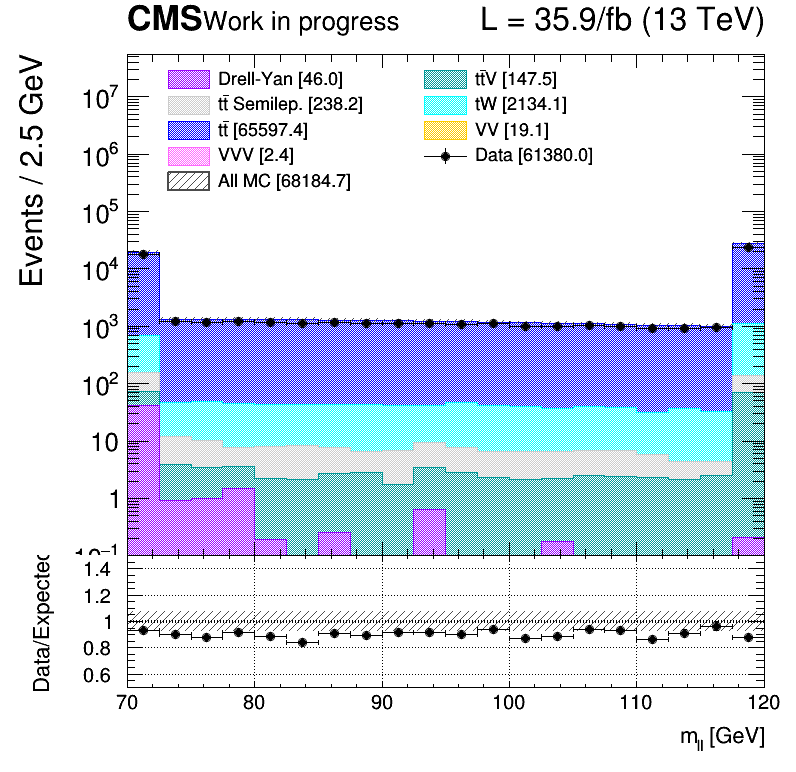 CMS Work in progress L = 35.9/fb (13 TeV)
Events / 2.5 GeV
Drell-Yan [46.0] tt̄V [147.5]
tt̄ Semilep. [238.2] tW [2134.1]
tt̄ [65597.4] VV [19.1]
VVV [2.4] Data [61380.0]
All MC [68184.7]
10⁷
10⁶
10⁵
10⁴
10³
10²
10
1
10⁻¹
Data/Expected
1.4
1.2
1
0.8
0.6
70 80 90 100 110 120
m_ll [GeV]